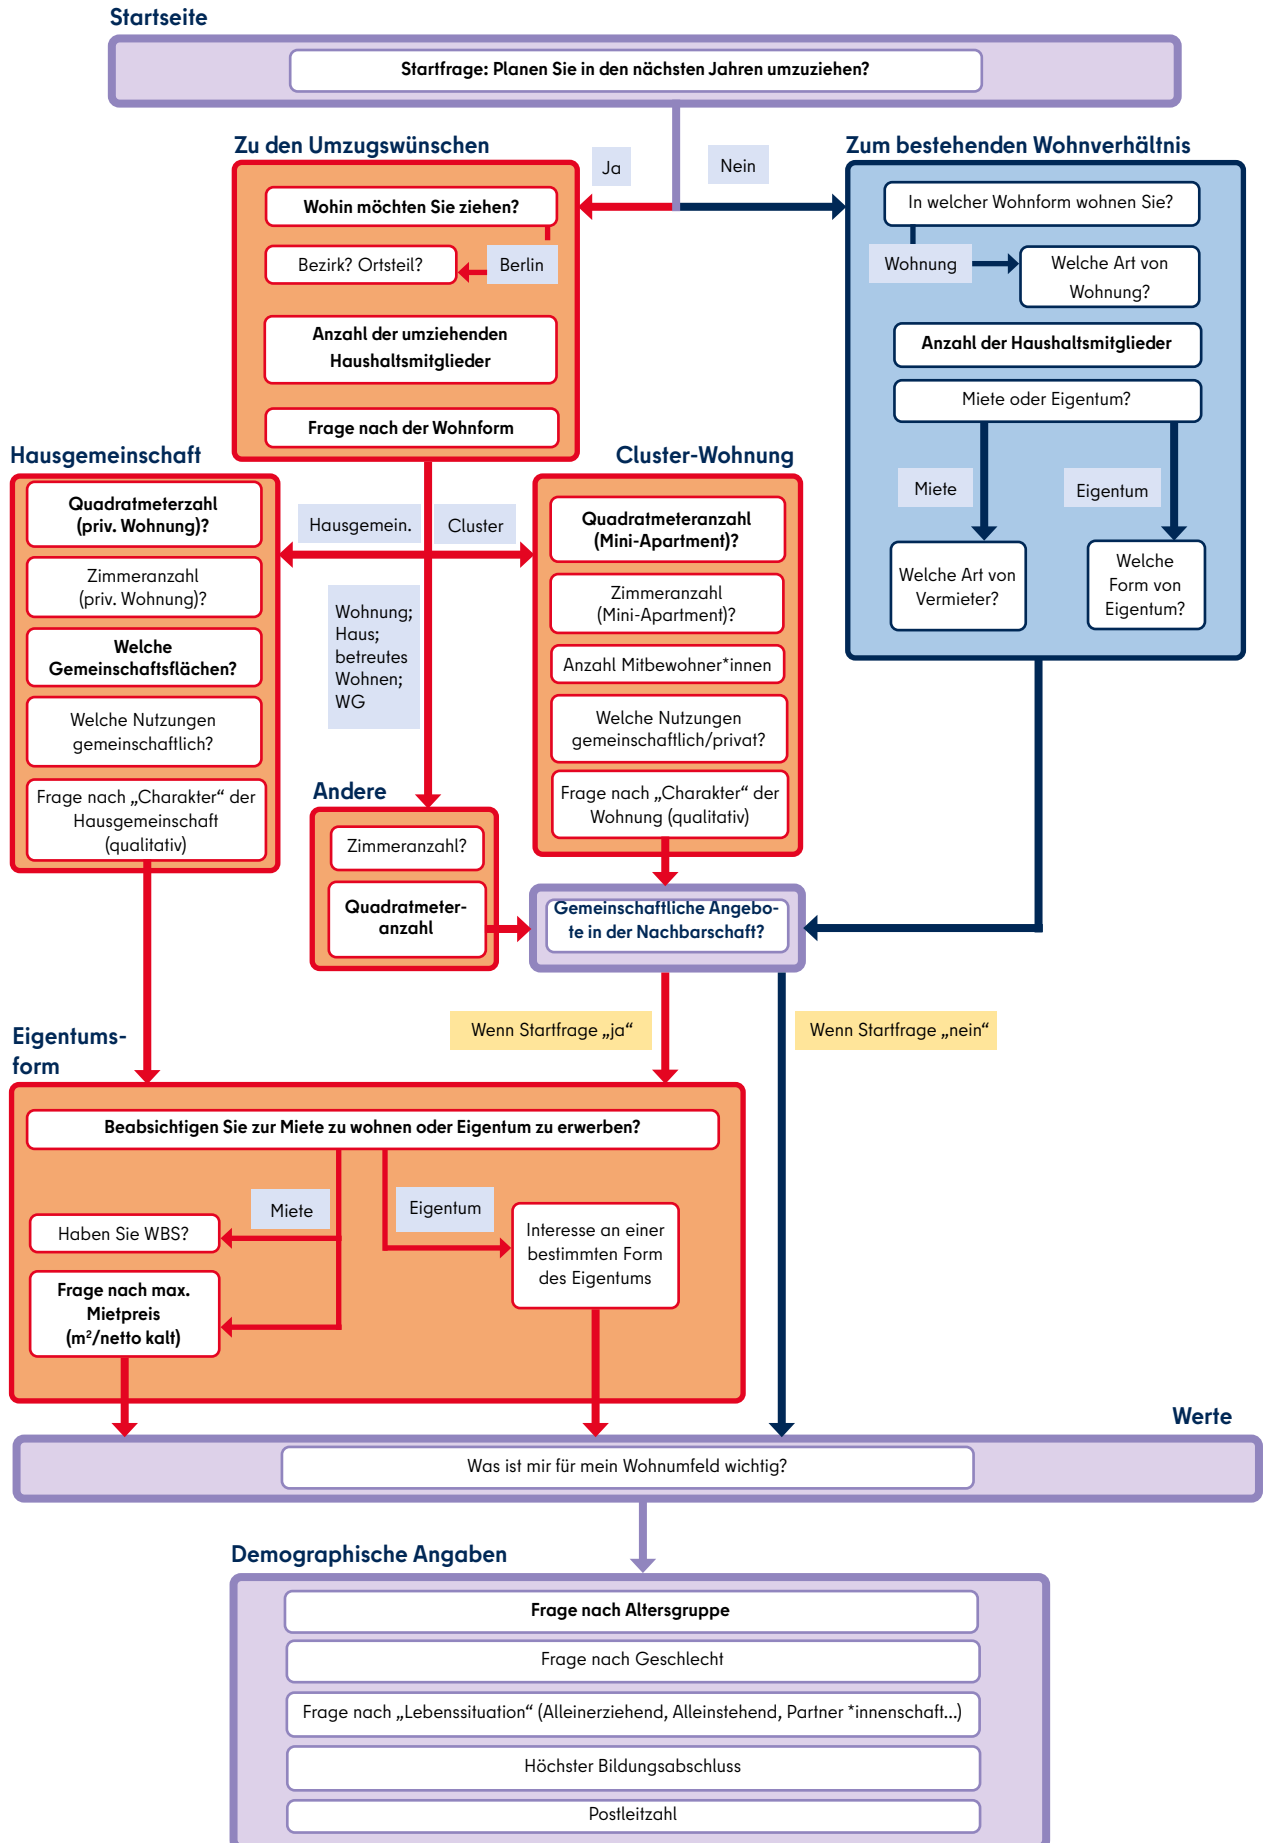 Startseite
Startfrage: Planen Sie in den nächsten Jahren umzuziehen?
Zu den Umzugswünschen
Ja
Nein
Zum bestehenden Wohnverhältnis
Wohin möchten Sie ziehen?
Bezirk? Ortsteil?
Berlin
Anzahl der umziehenden
Haushaltsmitglieder
Frage nach der Wohnform
In welcher Wohnform wohnen Sie?
Wohnung
Welche Art von
Wohnung?
Anzahl der Haushaltsmitglieder
Miete oder Eigentum?
Miete
Eigentum
Welche Art von
Vermieter?
Welche
Form von
Eigentum?
Hausgemeinschaft
Quadratmeterzahl
(priv. Wohnung)?
Zimmeranzahl
(priv. Wohnung)?
Welche
Gemeinschaftsflächen?
Welche Nutzungen
gemeinschaftlich?
Frage nach „Charakter“ der
Hausgemeinschaft
(qualitativ)
Hausgemein.
Cluster
Wohnung;
Haus;
betreutes
Wohnen;
WG
Cluster-Wohnung
Quadratmeteranzahl
(Mini-Apartment)?
Zimmeranzahl
(Mini-Apartment)?
Anzahl Mitbewohner*innen
Welche Nutzungen
gemeinschaftlich/privat?
Frage nach „Charakter“ der
Wohnung (qualitativ)
Andere
Zimmeranzahl?
Quadratmeter-
anzahl
Gemeinschaftliche Angebo-
te in der Nachbarschaft?
Wenn Startfrage „ja“
Wenn Startfrage „nein“
Eigentums-
form
Beabsichtigen Sie zur Miete zu wohnen oder Eigentum zu erwerben?
Miete
Eigentum
Haben Sie WBS?
Frage nach max.
Mietpreis
(m²/netto kalt)
Interesse an einer
bestimmten Form
des Eigentums
Werte
Was ist mir für mein Wohnumfeld wichtig?
Demographische Angaben
Frage nach Altersgruppe
Frage nach Geschlecht
Frage nach „Lebenssituation“ (Alleinerziehend, Alleinstehend, Partner *innenschaft...)
Höchster Bildungsabschluss
Postleitzahl